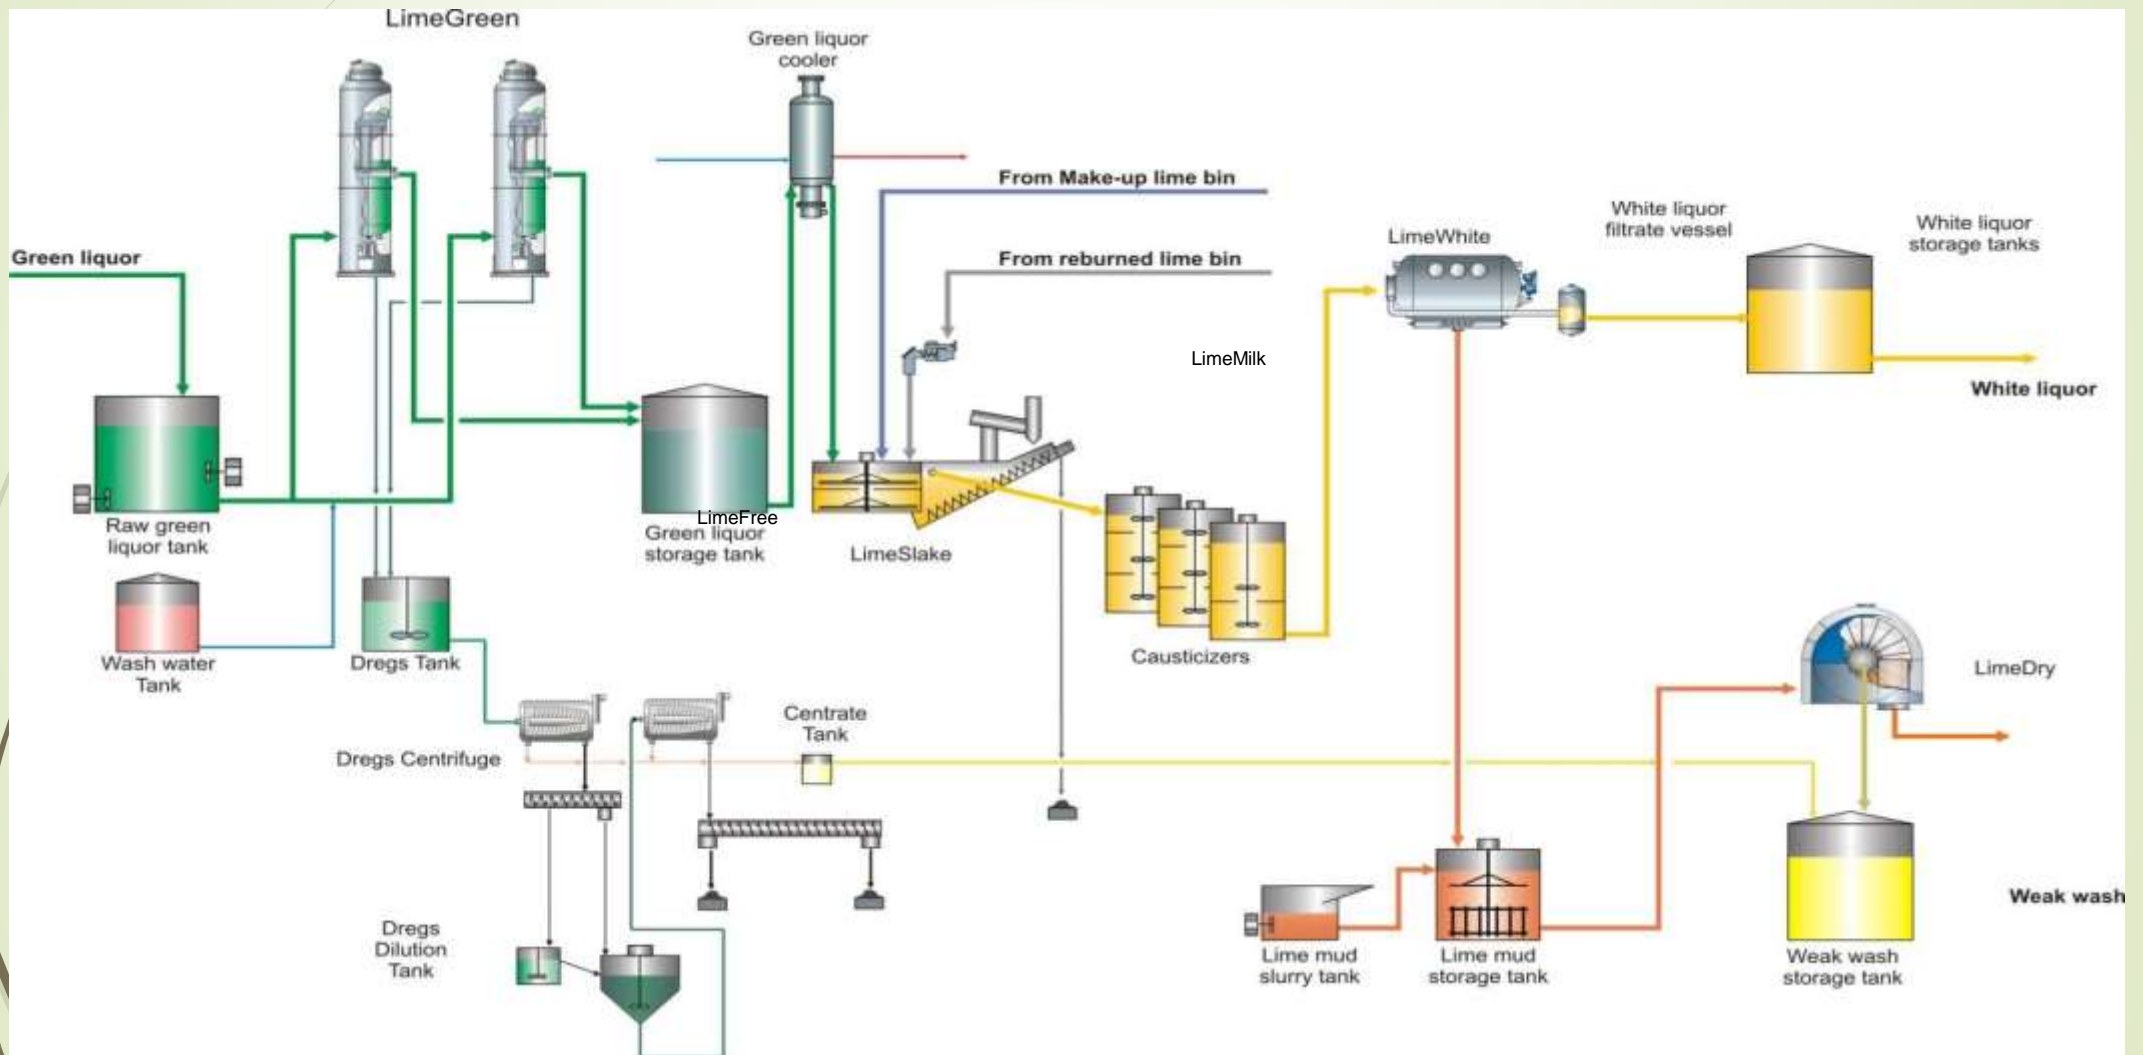 LimeGreen
Green liquor
cooler
From Make-up lime bin
White liquor
filtrate vessel
White liquor
storage tanks
LimeWhite
Green liquor
From reburned lime bin
LimeMilk
White liquor
LimeFree
Raw green
liquor tank
Green liquor
storage tank
LimeSlake
Wash water
Tank
Dregs Tank
Causticizers
LimeDry
Centrate
Tank
Dregs Centrifuge
Weak wash
Dregs
Dilution
Tank
Lime mud
slurry tank
Lime mud
storage tank
Weak wash
storage tank